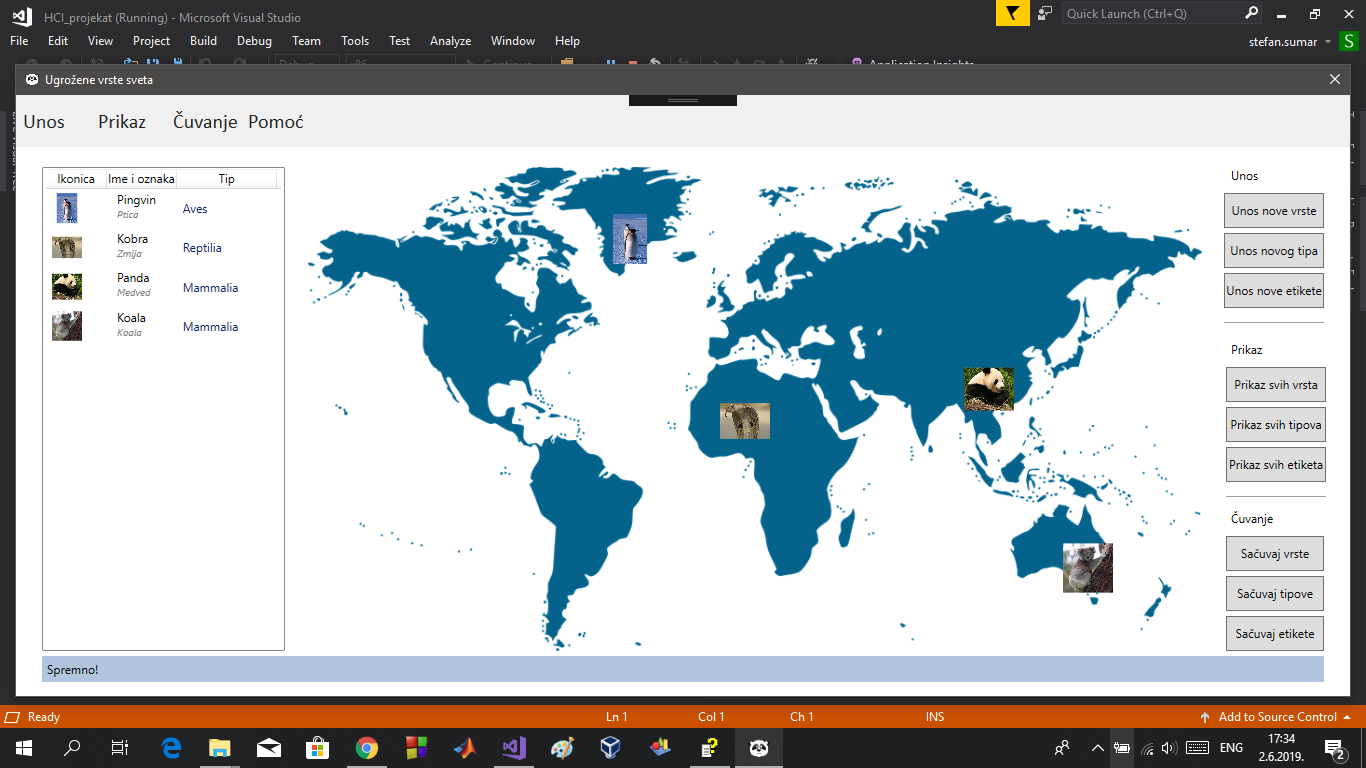 HCI_projekat (Running) - Microsoft Visual Studio
Quick Launch (Ctrl+Q)
File Edit View Project Build Debug Team Tools Test Analyze Window Help
stefan.sumar
S
Ugrožene vrste sveta
Unos Prikaz Čuvanje Pomoć
Ikonica Ime i oznaka Tip
Pingvin
Ptica
Aves
Kobra
Zmija
Reptilia
Panda
Medved
Mammalia
Koala
Koala
Mammalia
Unos
Unos nove vrste
Unos novog tipa
Unos nove etikete
Prikaz
Prikaz svih vrsta
Prikaz svih tipova
Prikaz svih etiketa
Čuvanje
Sačuvaj vrste
Sačuvaj tipove
Sačuvaj etikete
Spremno!
Ready Ln 1 Col 1 Ch 1 INS Add to Source Control
ENG
17:34
2.6.2019.
2